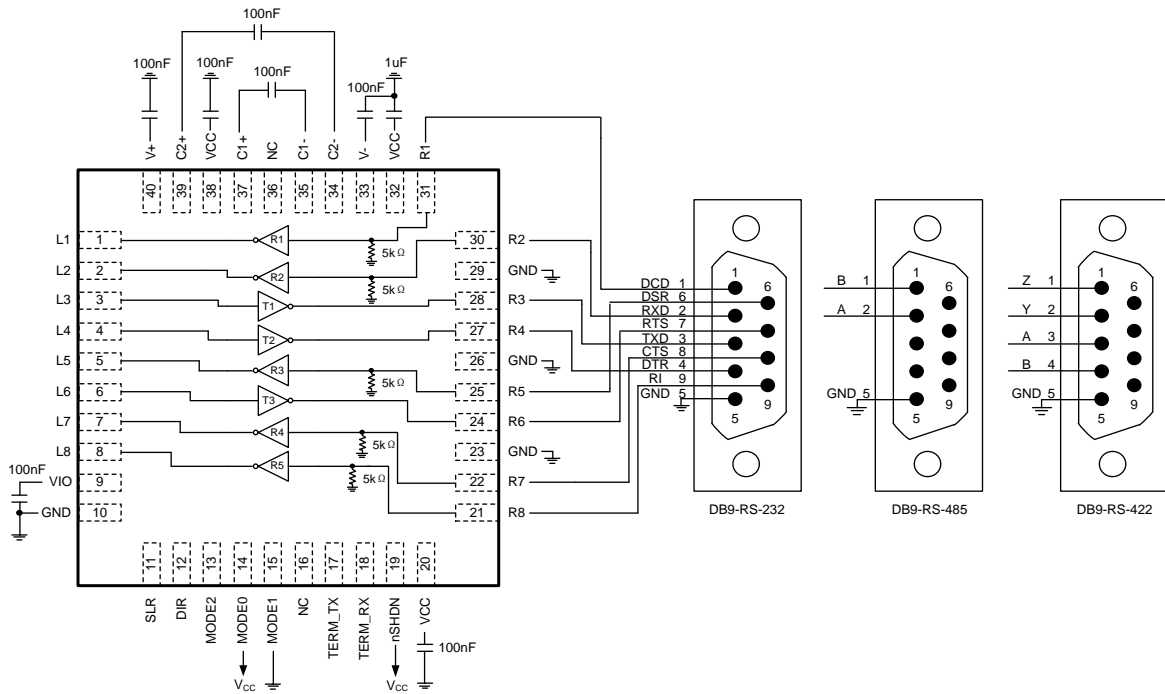 100nF
100nF
100nF
100nF
100nF
1uF
V+
C2+
VCC
C1+
NC
C1-
C2-
V-
VCC
R1
40
39
38
37
36
35
34
33
32
31
L1 1 R1 5kΩ 30 R2
L2 2 R2 5kΩ 29 GND
L3 3 T1 28 R3
L4 4 T2 27 R4
L5 5 R3 5kΩ 26 GND
L6 6 T3 25 R5
L7 7 R4 5kΩ 24 R6
L8 8 R5 5kΩ 23 GND
100nF
VIO 9 22 R7
GND 10 21 R8
11
12
13
14
15
16
17
18
19
20
SLR
DIR
MODE2
MODE0
MODE1
NC
TERM_TX
TERM_RX
nSHDN
VCC
100nF
VCC
VCC
DCD 1
DSR 6
RXD 2
RTS 7
TXD 3
CTS 8
DTR 4
RI 9
GND 5
1
6
5
9
DB9-RS-232
B 1
A 2
GND 5
1
6
5
9
DB9-RS-485
Z 1
Y 2
A 3
B 4
GND 5
1
6
5
9
DB9-RS-422